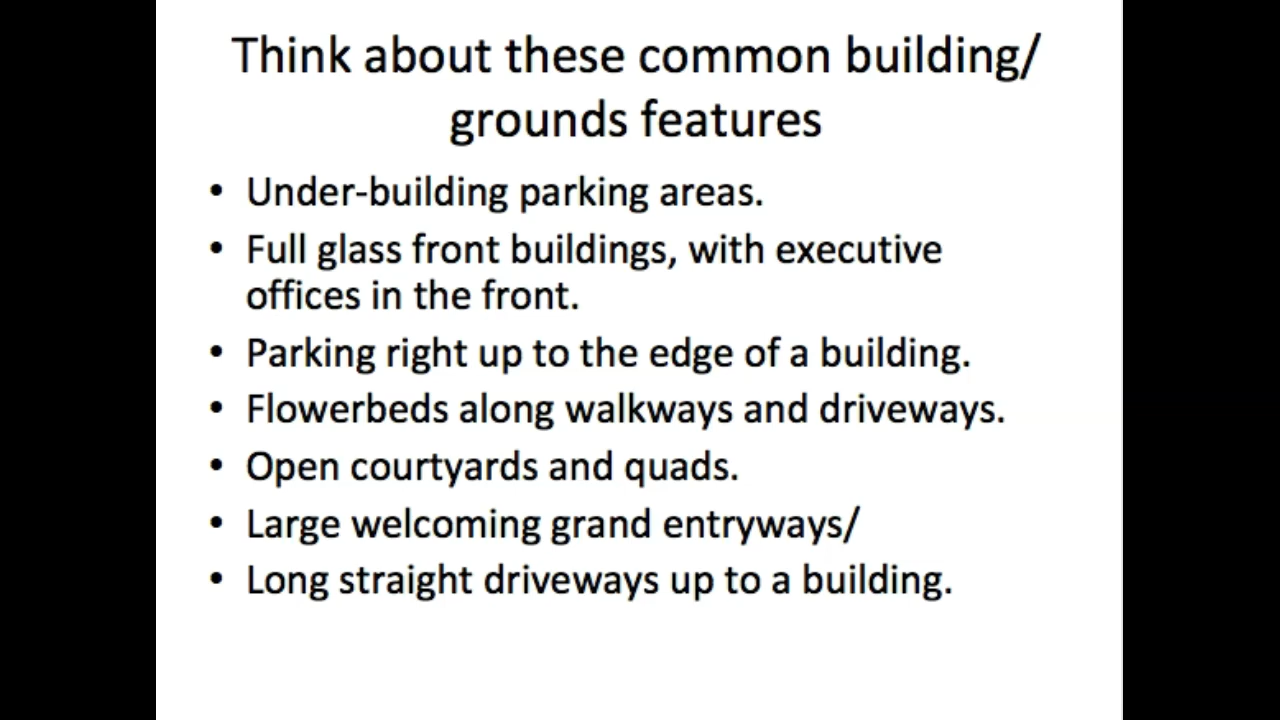 Think about these common building/
grounds features
• Under-building parking areas.
• Full glass front buildings, with executive
offices in the front.
• Parking right up to the edge of a building.
• Flowerbeds along walkways and driveways.
• Open courtyards and quads.
• Large welcoming grand entryways/
• Long straight driveways up to a building.